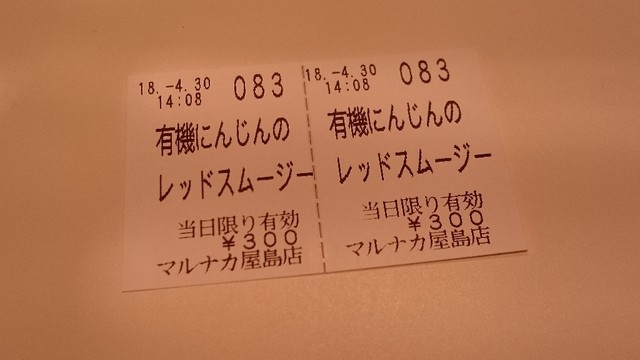 18.-4.30 083
14:08
有機にんじんの
レッドスムージー
当日限り有効
¥300
マルナカ屋島店
18.-4.30 083
14:08
有機にんじんの
レッドスムージー
当日限り有効
¥300
マルナカ屋島店